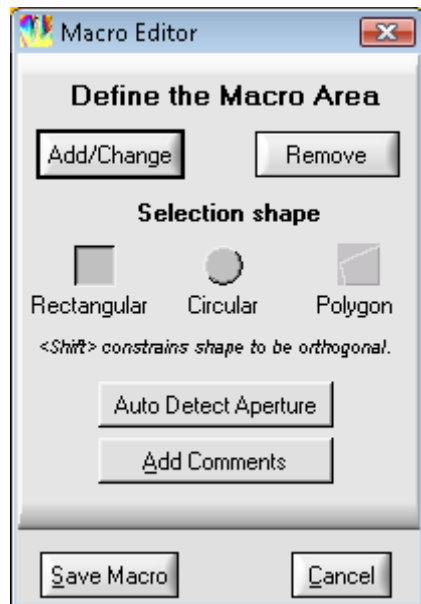 Macro Editor
Define the Macro Area
Add/Change Remove
Selection shape
Rectangular Circular Polygon
<Shift> constrains shape to be orthogonal.
Auto Detect Aperture
Add Comments
Save Macro Cancel